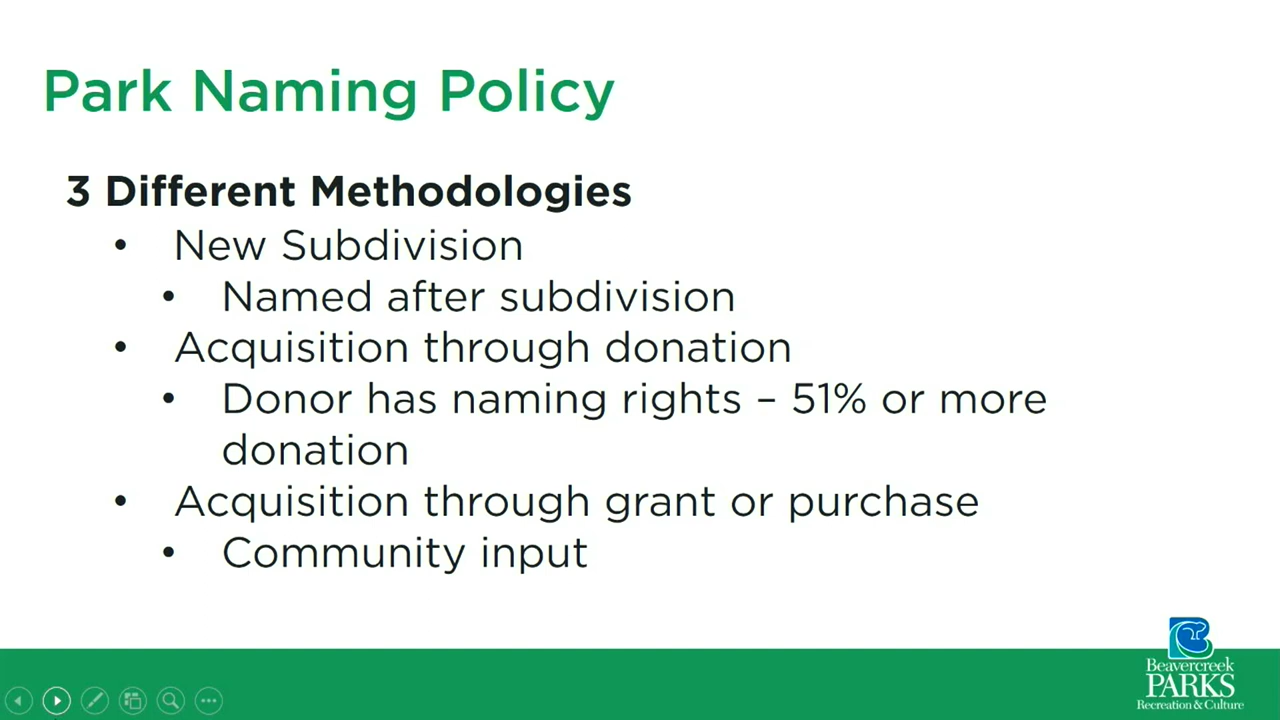 Park Naming Policy
3 Different Methodologies
• New Subdivision
• Named after subdivision
• Acquisition through donation
• Donor has naming rights – 51% or more
donation
• Acquisition through grant or purchase
• Community input
Beavercreek
PARKS
Recreation & Culture